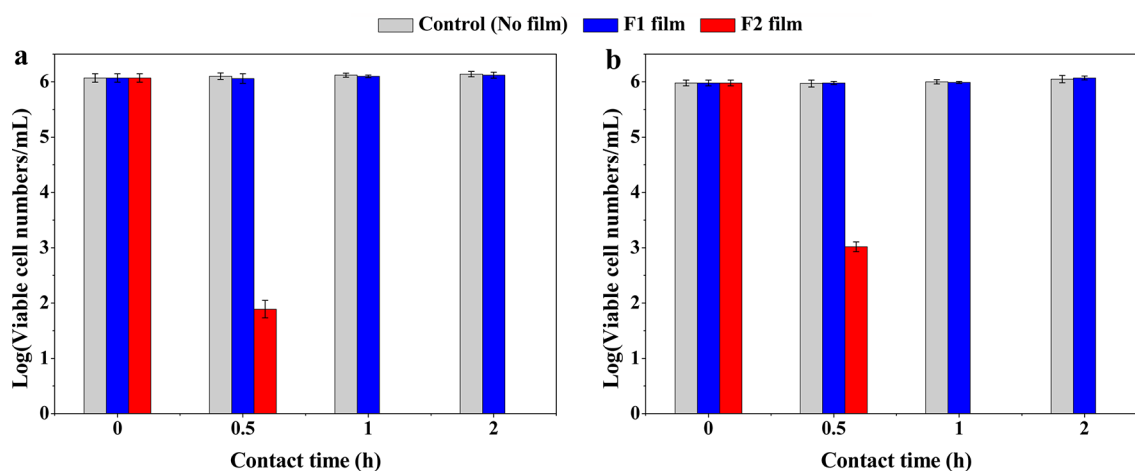 Control (No film) F1 film F2 film
a
Log(Viable cell numbers/mL)
6
5
4
3
2
1
0
0 0.5 1 2
Contact time (h)
b
Log(Viable cell numbers/mL)
6
5
4
3
2
1
0
0 0.5 1 2
Contact time (h)